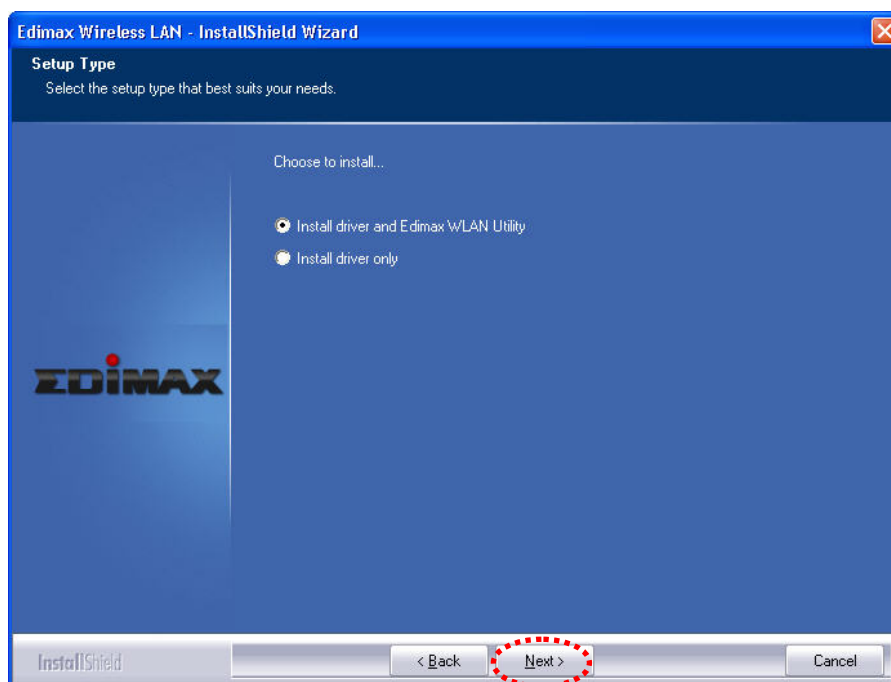 Edimax Wireless LAN - InstallShield Wizard
Setup Type
Select the setup type that best suits your needs.
Choose to install...
Install driver and Edimax WLAN Utility
Install driver only
EDIMAX
InstallShield
< Back
Next >
Cancel